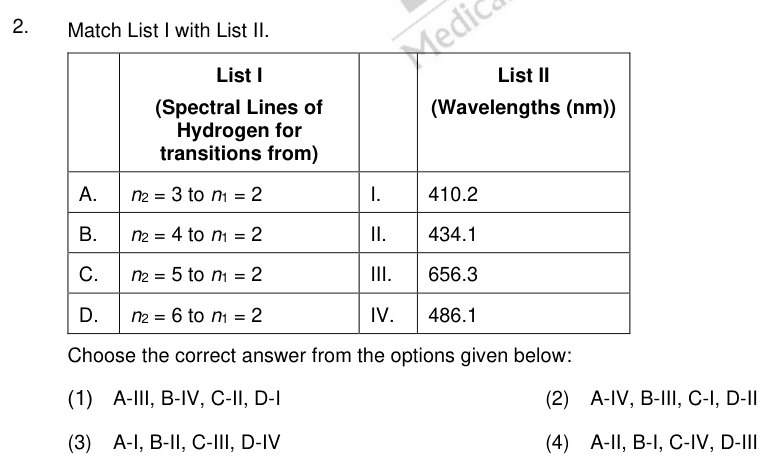 Medica
2. Match List I with List II.
List I List II
(Spectral Lines of Hydrogen for transitions from) (Wavelengths (nm))
A. n2 = 3 to n1 = 2 I. 410.2
B. n2 = 4 to n1 = 2 II. 434.1
C. n2 = 5 to n1 = 2 III. 656.3
D. n2 = 6 to n1 = 2 IV. 486.1
Choose the correct answer from the options given below:
(1) A-III, B-IV, C-II, D-I (2) A-IV, B-III, C-I, D-II
(3) A-I, B-II, C-III, D-IV (4) A-II, B-I, C-IV, D-III